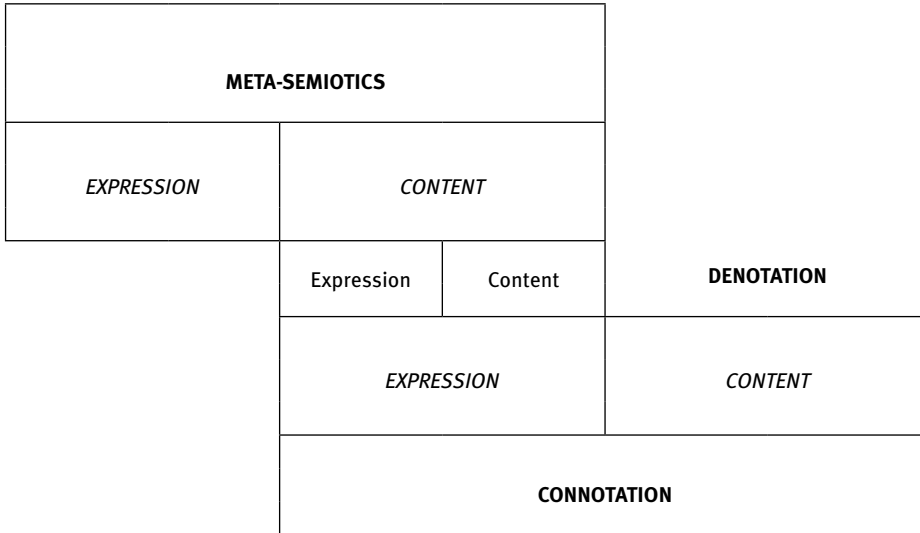 META-SEMIOTICS
EXPRESSION CONTENT
Expression Content DENOTATION
EXPRESSION CONTENT
CONNOTATION